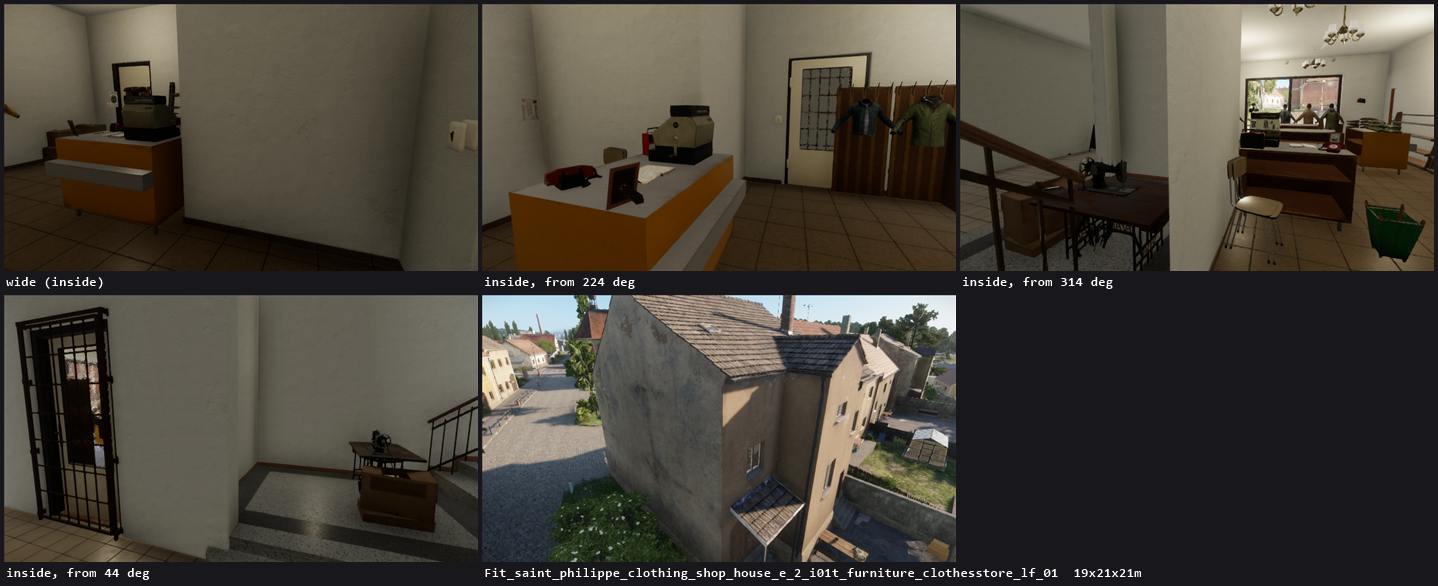 wide (inside)
inside, from 224 deg
inside, from 314 deg
inside, from 44 deg
Fit_saint_philippe_clothing_shop_house_e_2_i01t_furniture_clothesstore_lf_01  19x21x21m